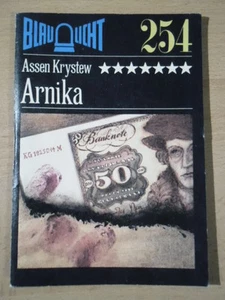 BLAULICHT
254
Assen Krystew
Arnika
Banknote
50